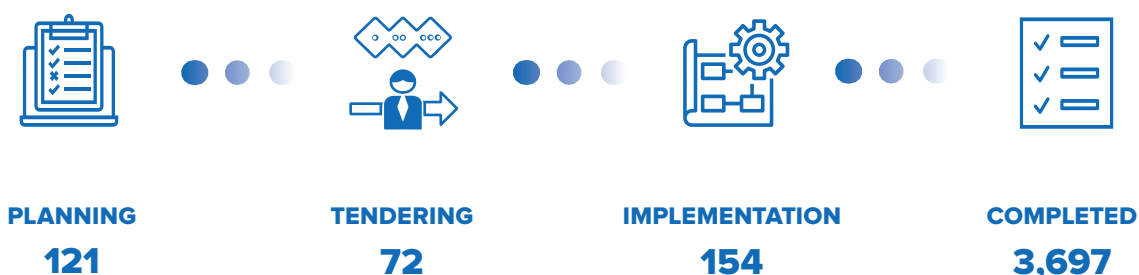 PLANNING TENDERING IMPLEMENTATION COMPLETED
121 72 154 3,697